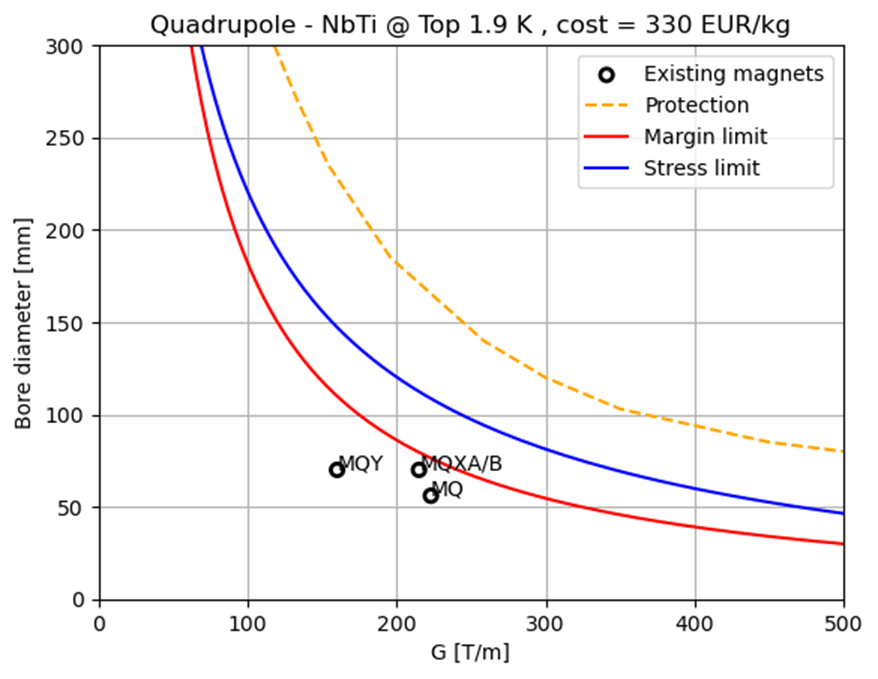 Quadrupole - NbTi @ Top 1.9 K , cost = 330 EUR/kg
Existing magnets
Protection
Margin limit
Stress limit
Bore diameter [mm]
300
250
200
150
100
50
0
MQY
MQXA/B
MQ
0
100
200
300
400
500
G [T/m]